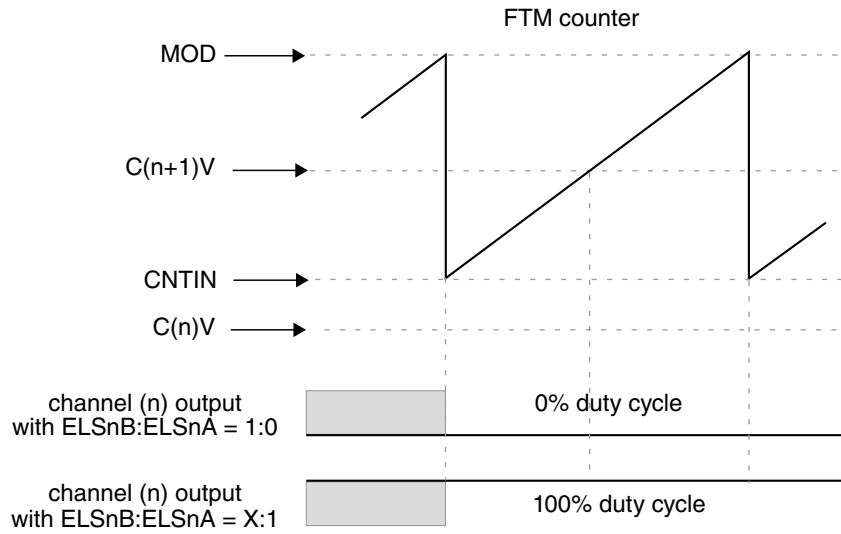 FTM counter
MOD
C(n+1)V
CNTIN
C(n)V
channel (n) output
with ELSnB:ELSnA = 1:0
0% duty cycle
channel (n) output
with ELSnB:ELSnA = X:1
100% duty cycle